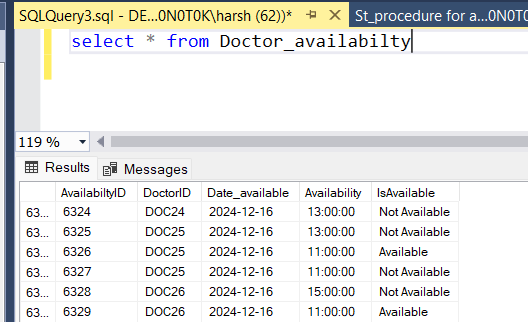 SQLQuery3.sql - DE...0N0T0K\harsh (62))* St_procedure for a...0N0T0K
select * from Doctor_availabilty
119 %
Results Messages
AvailabiltyID DoctorID Date_available Availability IsAvailable
63... 6324 DOC24 2024-12-16 13:00:00 Not Available
63... 6325 DOC25 2024-12-16 13:00:00 Not Available
63... 6326 DOC25 2024-12-16 11:00:00 Available
63... 6327 DOC25 2024-12-16 11:00:00 Not Available
63... 6328 DOC26 2024-12-16 15:00:00 Not Available
63... 6329 DOC26 2024-12-16 11:00:00 Available